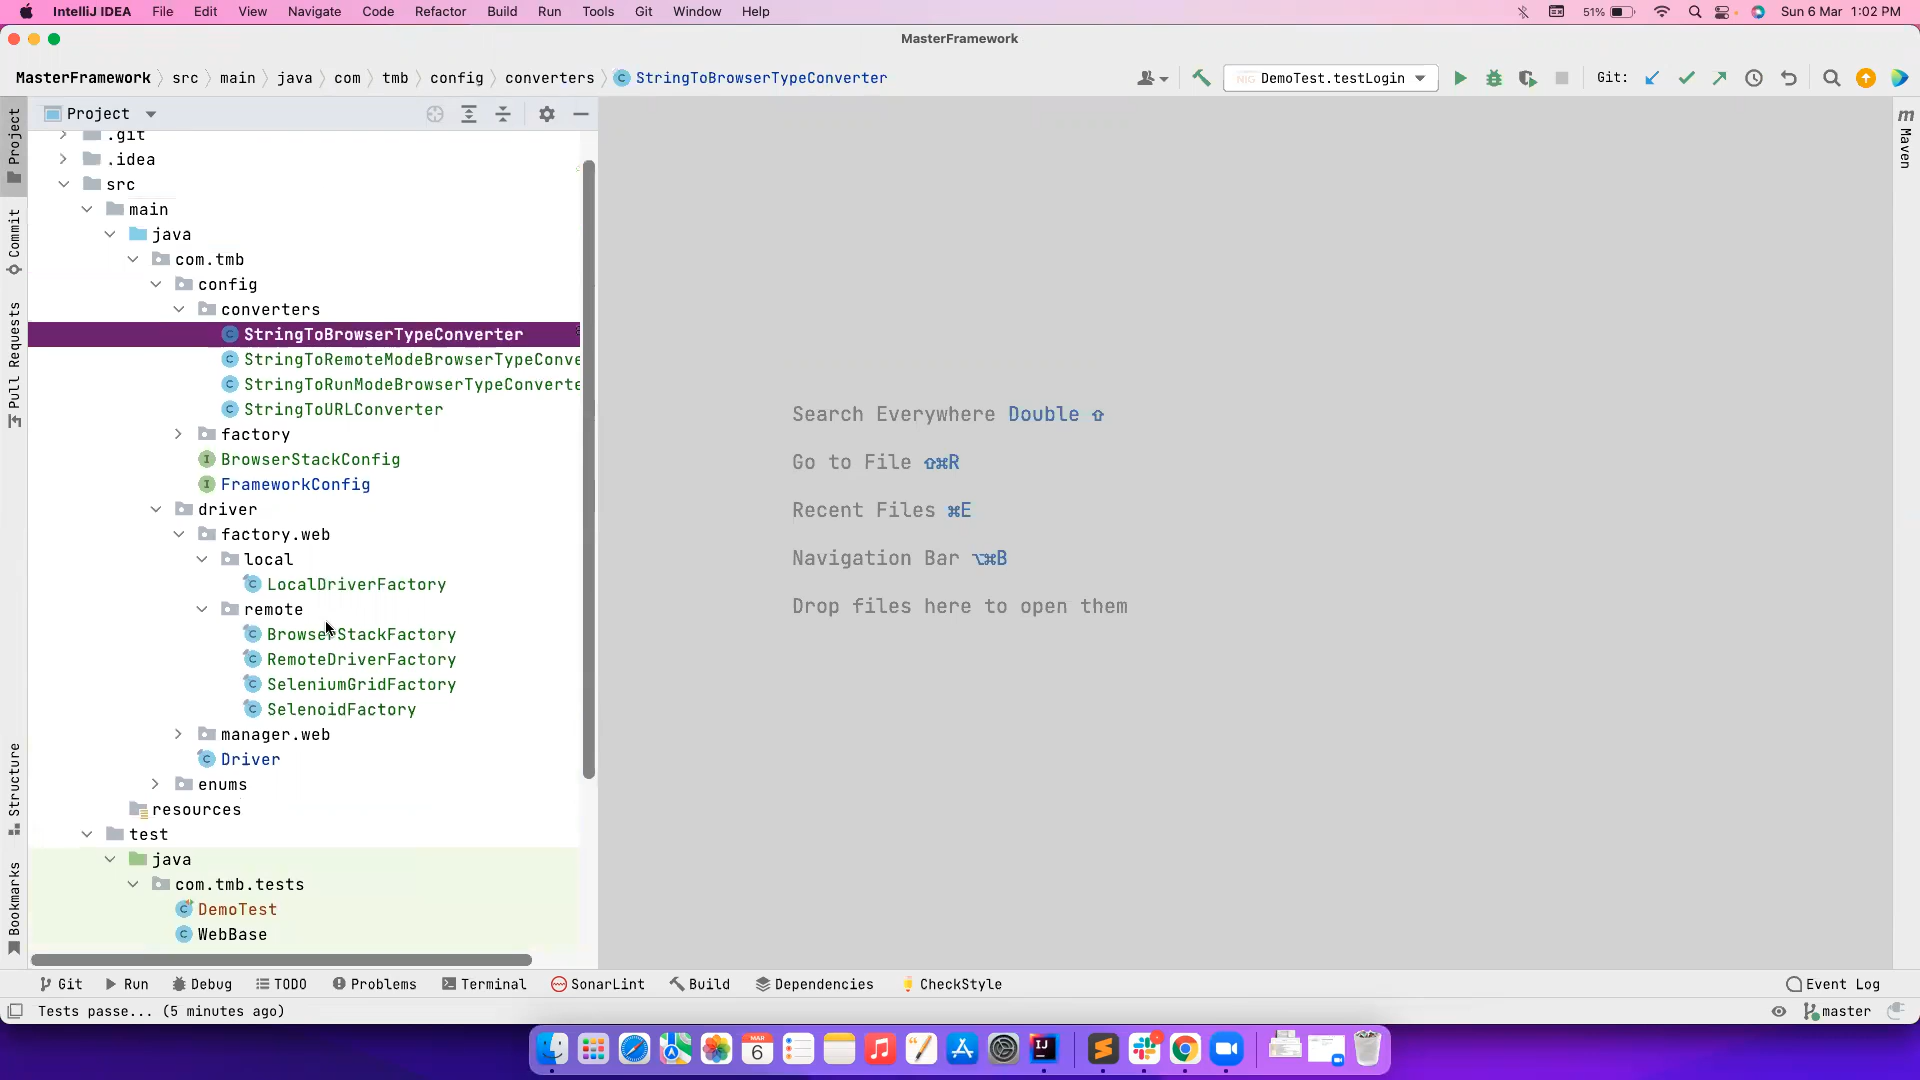 IntelliJ IDEA File Edit View Navigate Code Refactor Build Run Tools Git Window Help 51% Sun 6 Mar 1:02 PM
MasterFramework
MasterFramework src main java com tmb config converters StringToBrowserTypeConverter DemoTest.testLogin Git:
Project
.git
.idea
src
main
java
com.tmb
config
converters
StringToBrowserTypeConverter
StringToRemoteModeBrowserTypeConve
StringToRunModeBrowserTypeConverte
StringToURLConverter
factory
BrowserStackConfig
FrameworkConfig
driver
factory.web
local
LocalDriverFactory
remote
BrowserStackFactory
RemoteDriverFactory
SeleniumGridFactory
SelenoidFactory
manager.web
Driver
enums
resources
test
java
com.tmb.tests
DemoTest
WebBase
Project
Commit
Pull Requests
Structure
Bookmarks
Search Everywhere Double ⇧
Go to File ⇧⌘R
Recent Files ⌘E
Navigation Bar ⌥⌘B
Drop files here to open them
m
Maven
Git Run Debug TODO Problems Terminal SonarLint Build Dependencies CheckStyle Event Log
Tests passe... (5 minutes ago) master
MAR
6
IJ